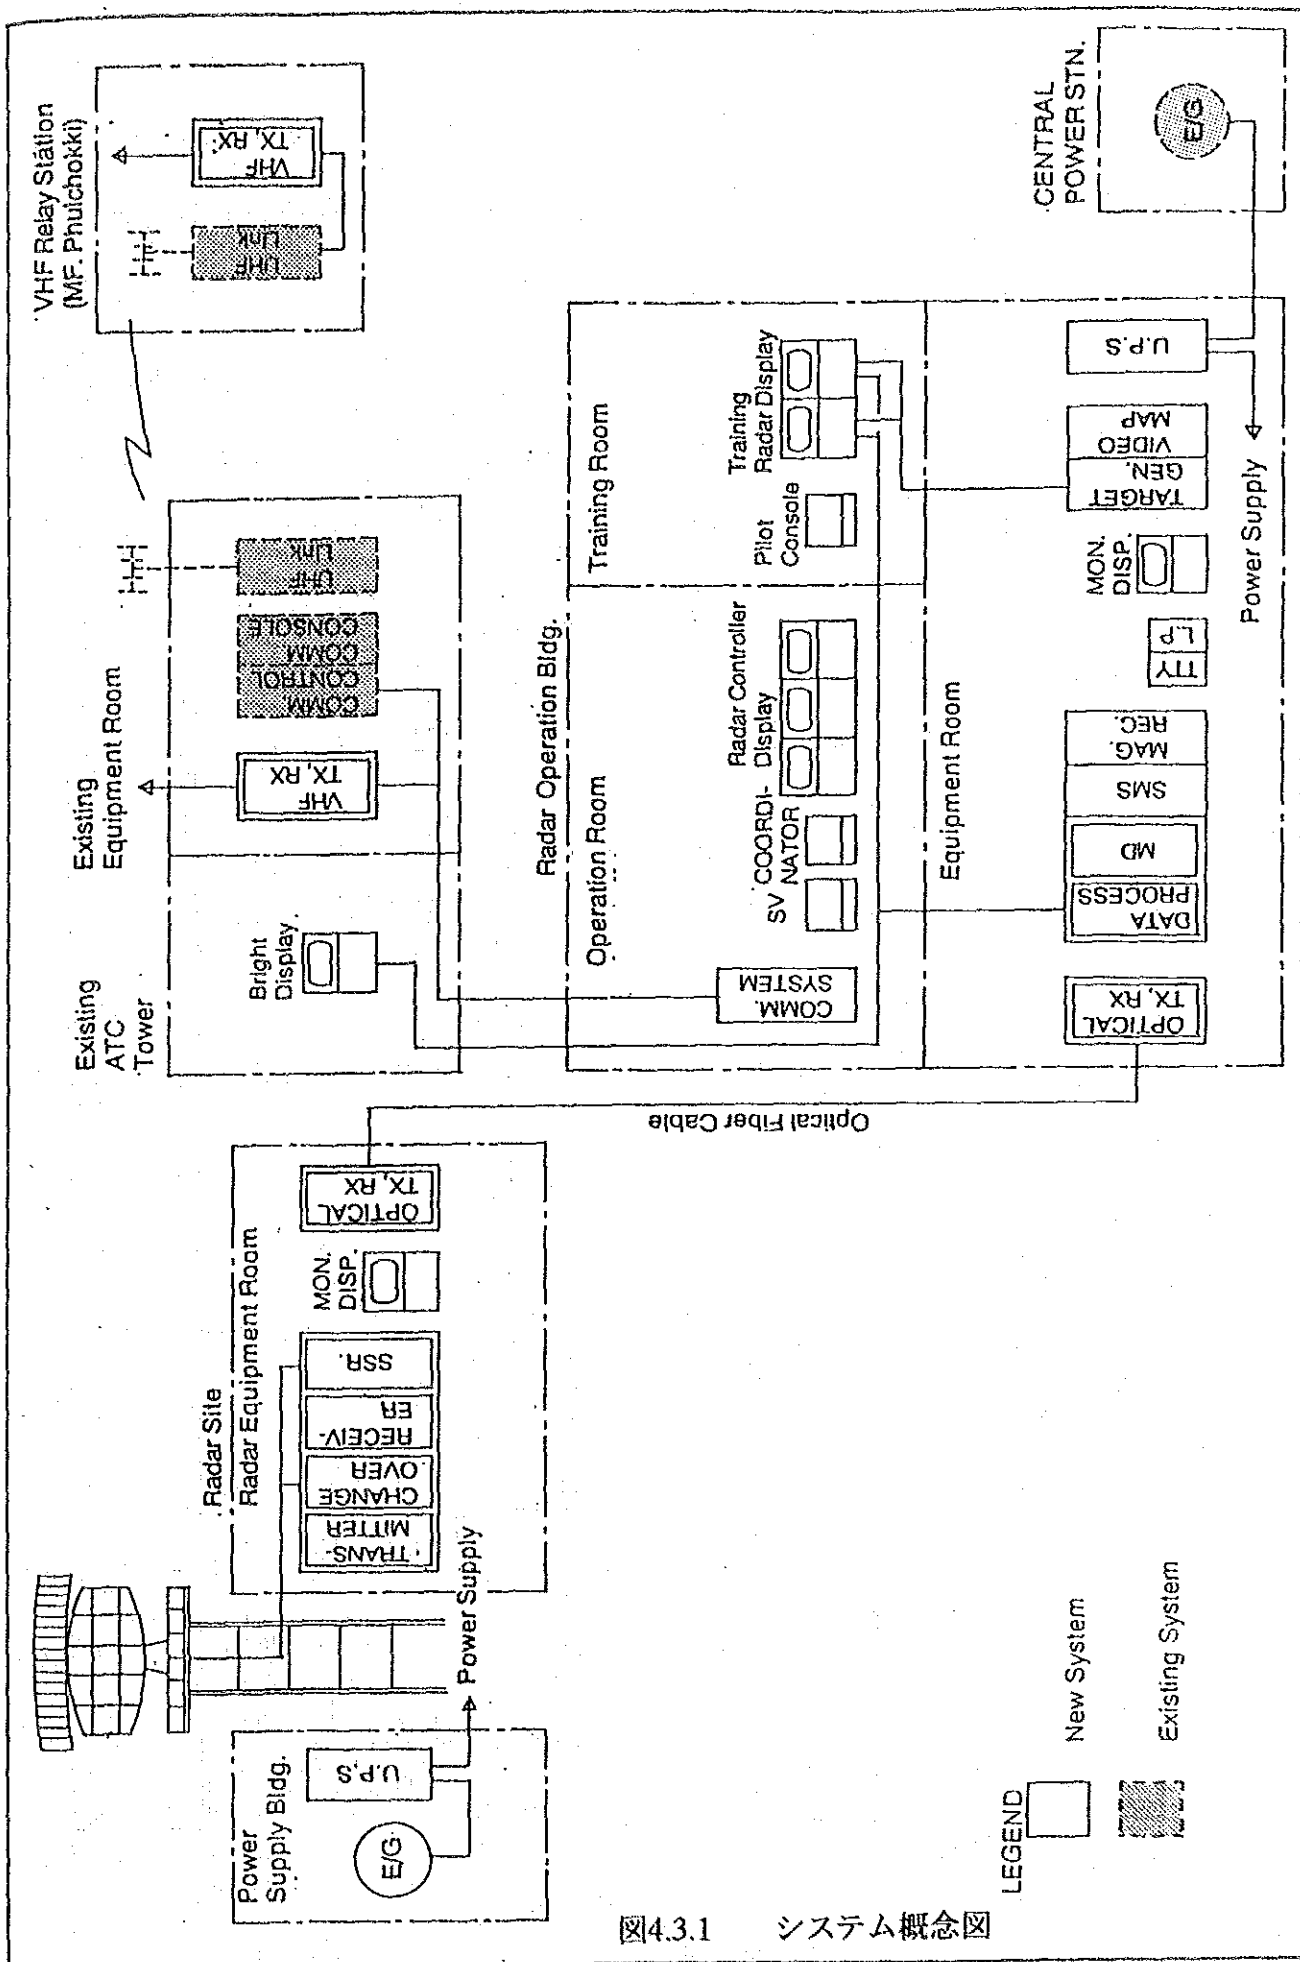 VHF Relay Station
(MF. Phulchokki)
UHF
Link
VHF
TX, RX
CENTRAL
POWER STN.
E/G
Existing
Equipment Room
VHF
TX, RX
COMM
CONTROL
COMM
CONSOLE
UHF
Link
Existing
ATC
Tower
Bright
Display
Radar Operation Bldg.
Operation Room
COMM.
SYSTEM
SV
COORDI-
NATOR
Radar Controller
Display
Training Room
Pilot
Console
Training
Radar Display
Equipment Room
OPTICAL
TX, RX
DATA
PROCESS
MD
SMS
MAG.
REC.
TTY
L.P
MON.
DISP.
TARGET
GEN.
VIDEO
MAP
U.P.S
Power Supply
Optical Fiber Cable
Radar Site
Radar Equipment Room
TRANS-
MITTER
CHANGE
OVER
RECEIV-
ER
SSR.
MON.
DISP.
OPTICAL
TX, RX
Power
Supply Bldg.
E/G
U.P.S
Power Supply
LEGEND
New System
Existing System
図4.3.1 システム概念図